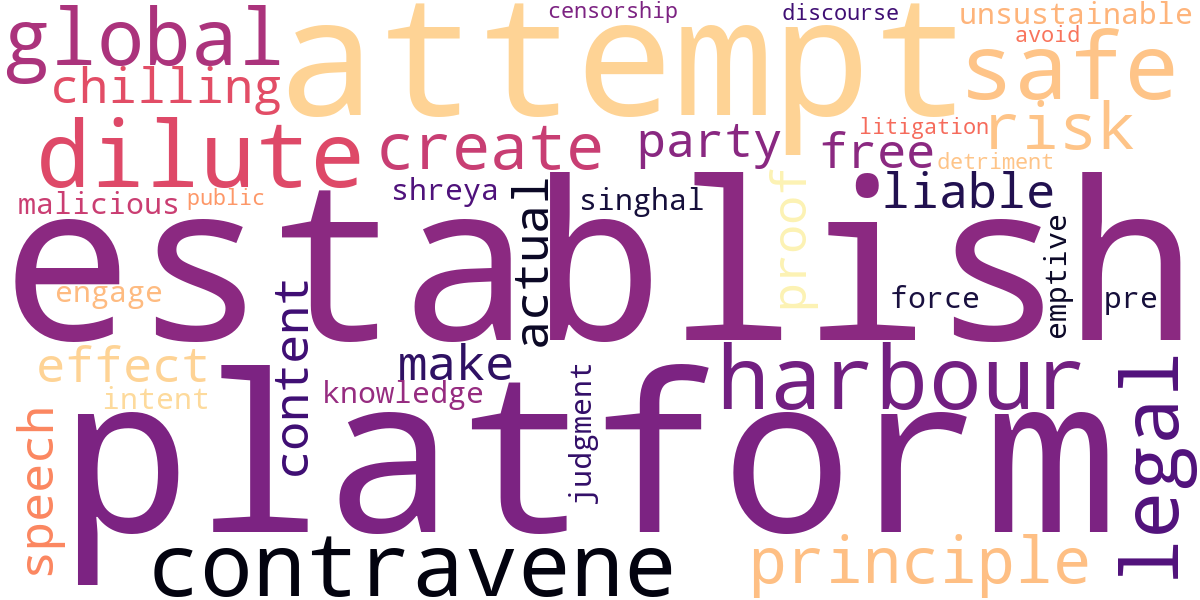 global
attempt
censorship
discourse
unsustainable
avoid
safe
chilling
dilute
create
party
free
litigation
risk
detriment
malicious
public
shreya
actual
singhal
proof
liable
establish
engage
force
emptive
pre
effect
intent
content
make
knowledge
judgment
harbour
legal
speech
platform
contravene
principle